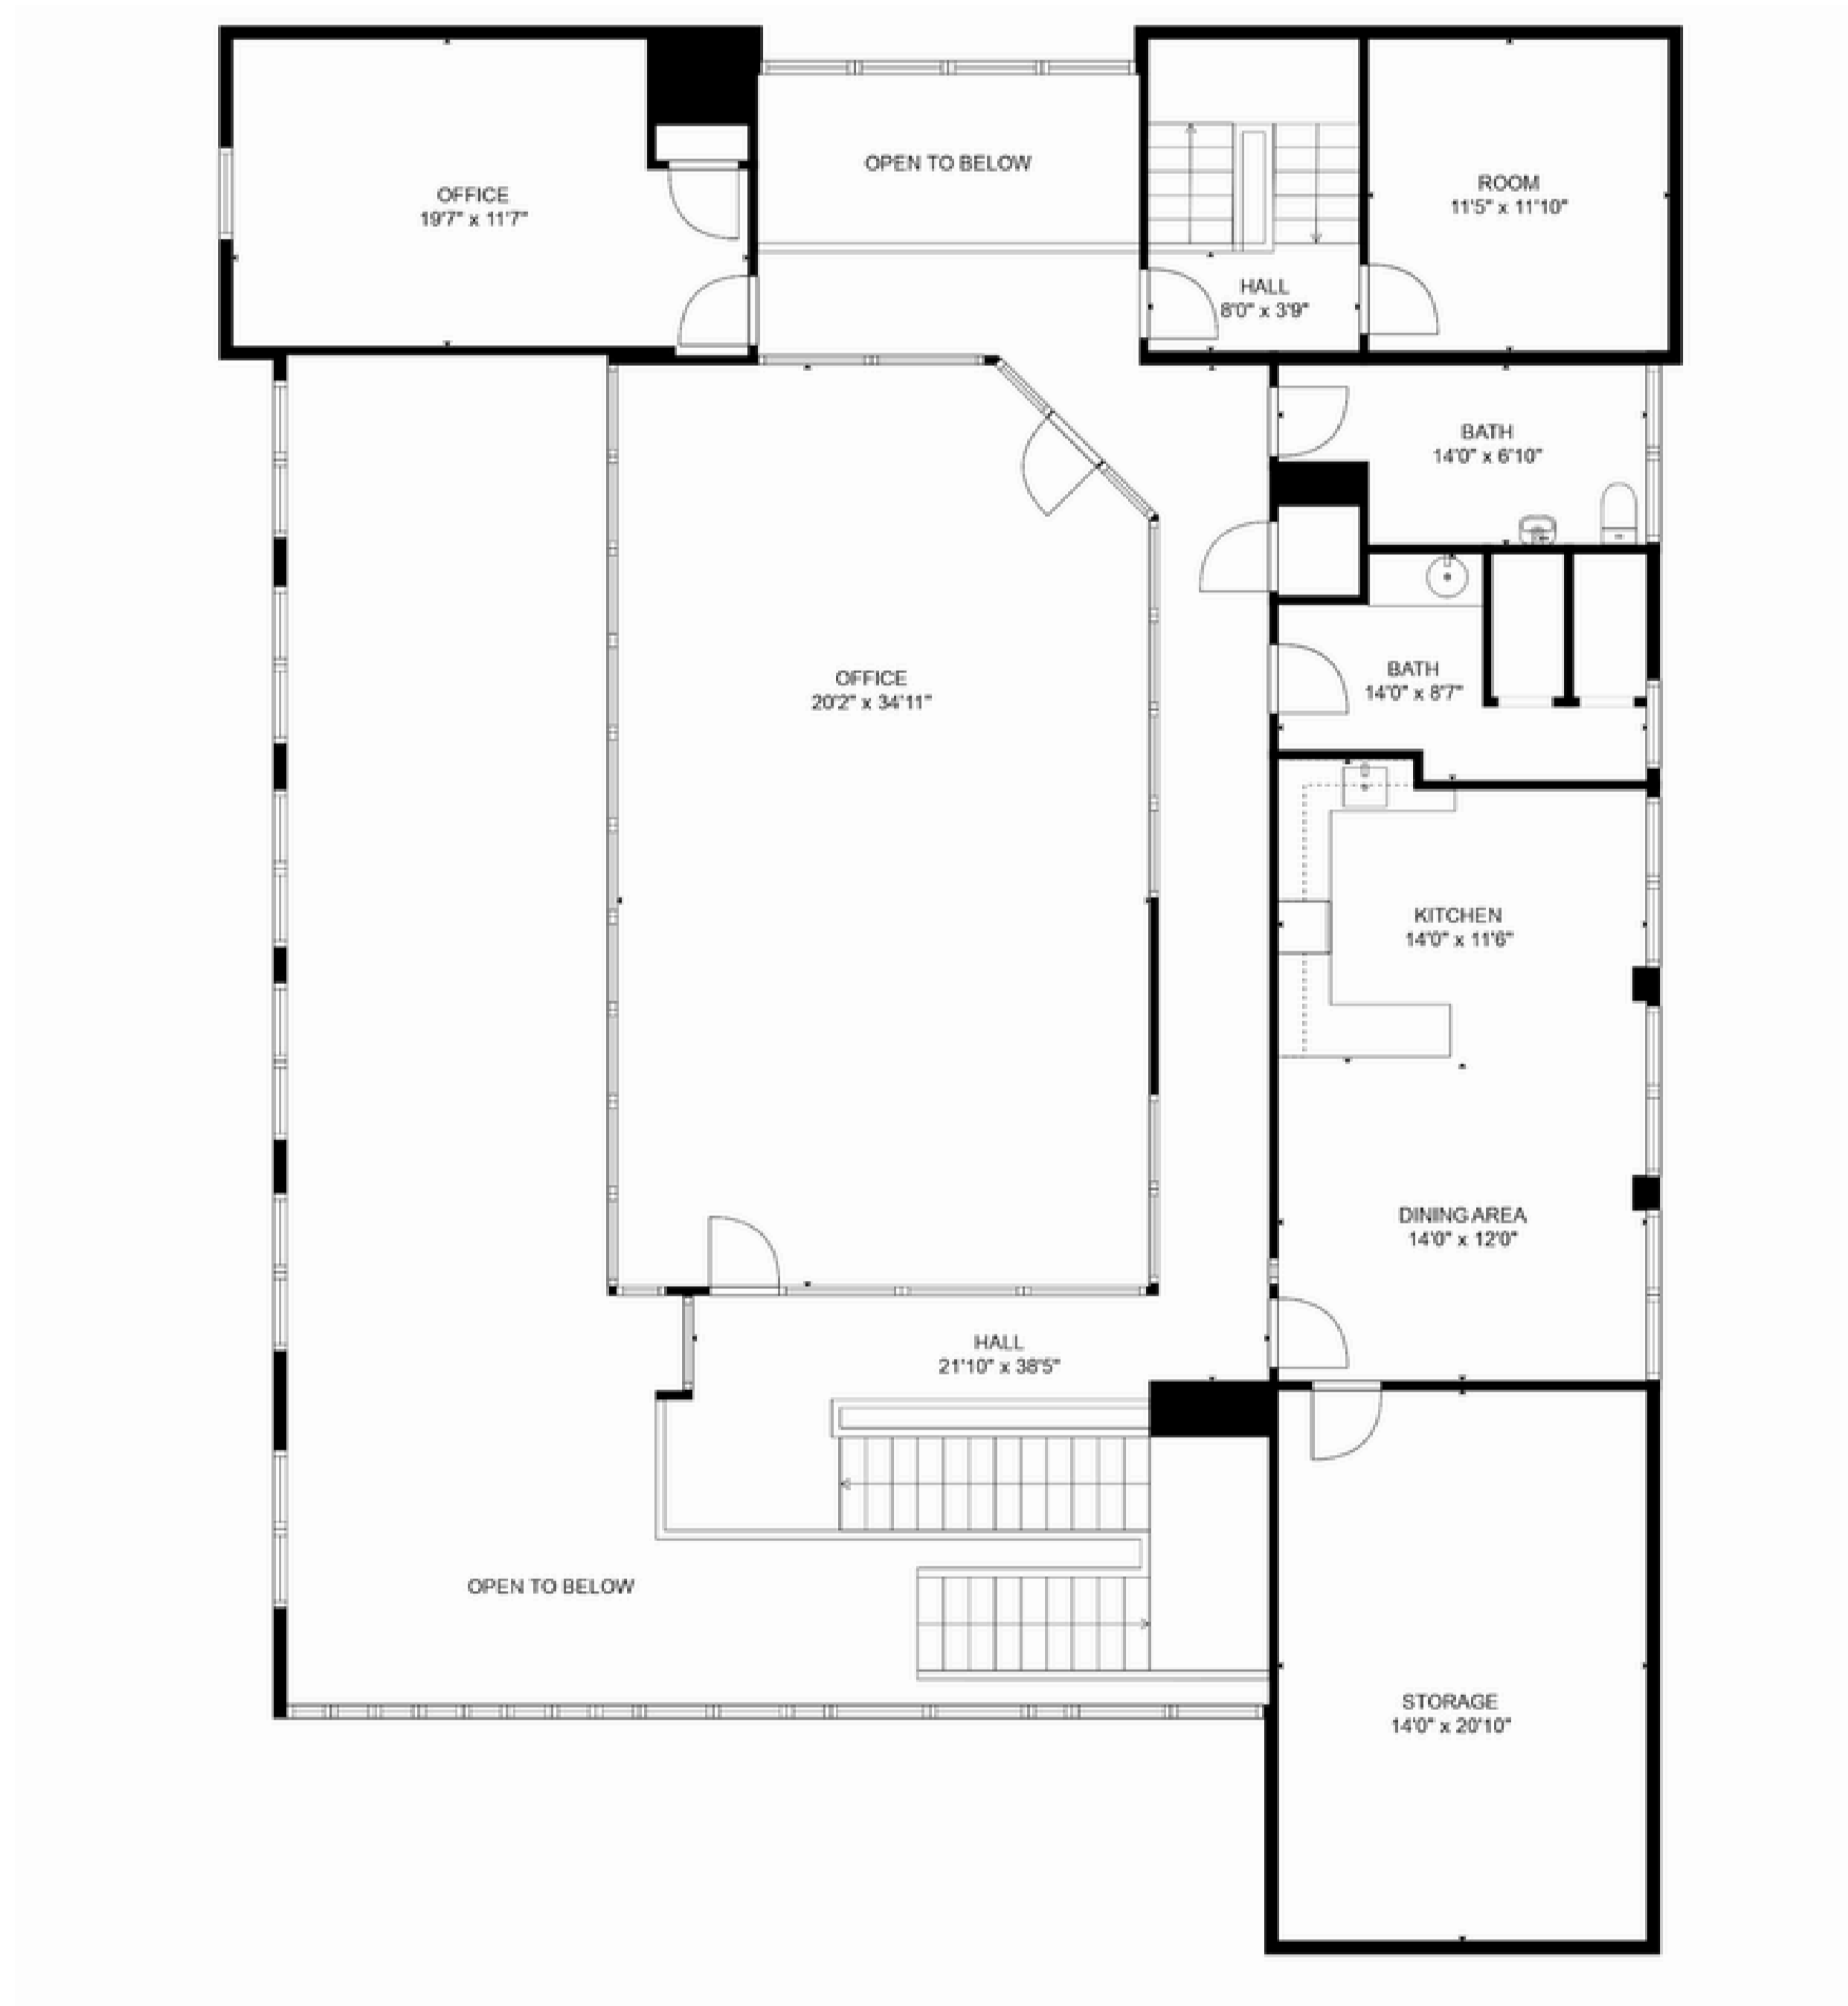 OPEN TO BELOW
OFFICE
19'7" x 11'7"
ROOM
11'5" x 11'10"
HALL
8'0" x 3'9"
BATH
14'0" x 6'10"
OFFICE
20'2" x 34'11"
BATH
14'0" x 8'7"
KITCHEN
14'0" x 11'6"
DINING AREA
14'0" x 12'0"
HALL
21'10" x 38'5"
OPEN TO BELOW
STORAGE
14'0" x 20'10"